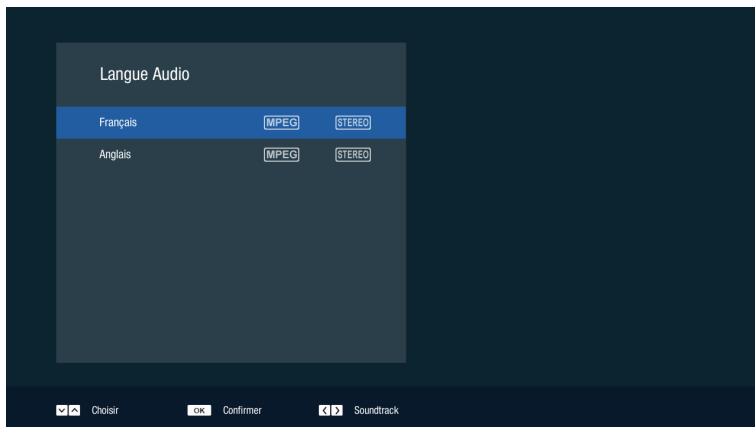 Langue Audio
Français MPEG STEREO
Anglais MPEG STEREO
Choisir OK Confirmer Soundtrack